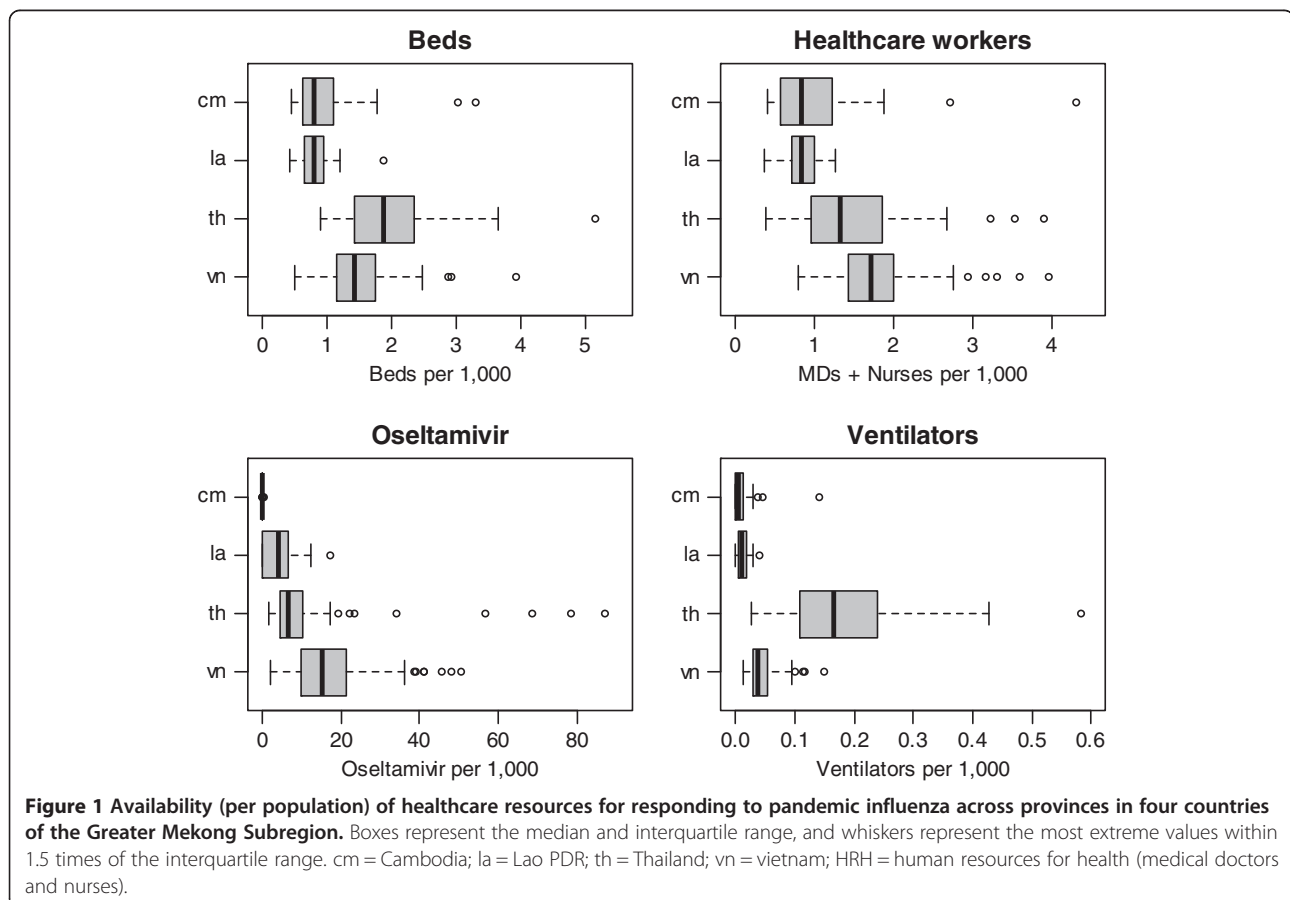 Beds
cm
la
th
vn
0 1 2 3 4 5
Beds per 1,000
Healthcare workers
cm
la
th
vn
0 1 2 3 4
MDs + Nurses per 1,000
Oseltamivir
cm
la
th
vn
0 20 40 60 80
Oseltamivir per 1,000
Ventilators
cm
la
th
vn
0.0 0.1 0.2 0.3 0.4 0.5 0.6
Ventilators per 1,000
Figure 1 Availability (per population) of healthcare resources for responding to pandemic influenza across provinces in four countries
of the Greater Mekong Subregion. Boxes represent the median and interquartile range, and whiskers represent the most extreme values within
1.5 times of the interquartile range. cm = Cambodia; la = Lao PDR; th = Thailand; vn = vietnam; HRH = human resources for health (medical doctors
and nurses).